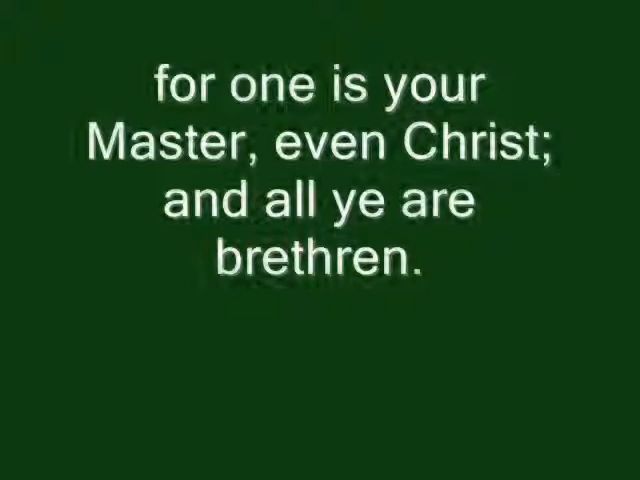 for one is your
Master, even Christ;
and all ye are
brethren.